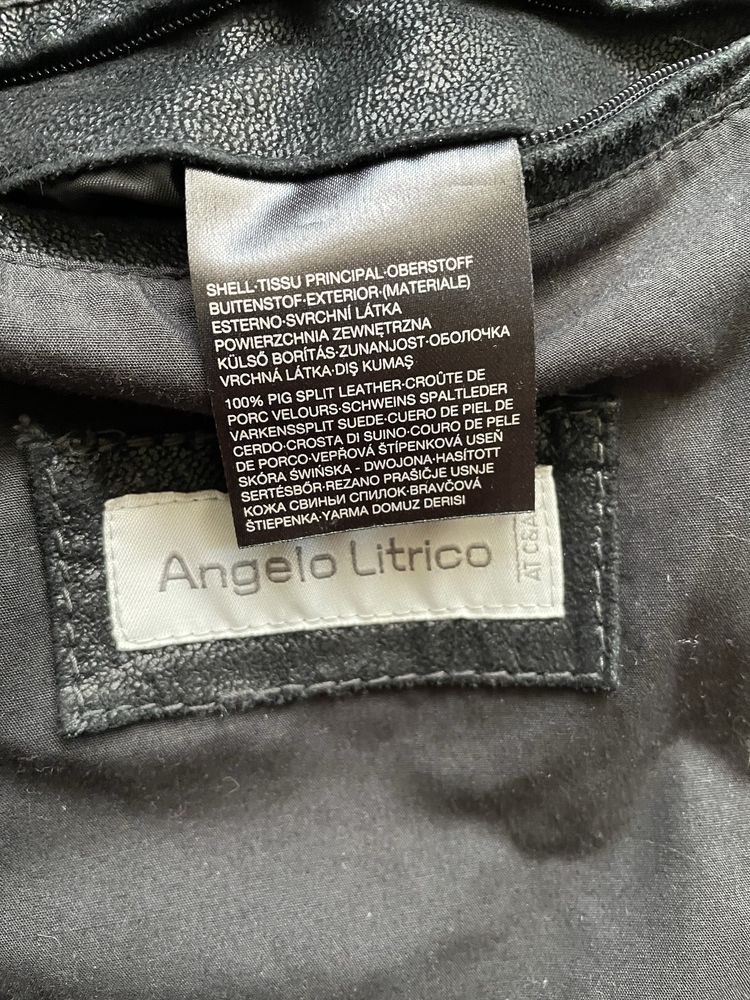 SHELL·TISSU PRINCIPAL·OBERSTOFF
BUITENSTOF·EXTERIOR·(MATERIALE)
ESTERNO·SVRCHNÍ LÁTKA
POWIERZCHNIA ZEWNĘTRZNA
KÜLSŐ BORÍTÁS·ZUNANJOST·ОБОЛОЧКА
VRCHNÁ LÁTKA·DIŞ KUMAŞ
100% PIG SPLIT LEATHER·CROÛTE DE
PORC VELOURS·SCHWEINS SPALTLEDER
VARKENSSPLIT SUEDE·CUERO DE PIEL DE
CERDO·CROSTA DI SUINO·COURO DE PELE
DE PORCO·VEPŘOVÁ ŠTÍPENKOVÁ USEŇ
SKÓRA ŚWIŃSKA - DWOJONA·HASÍTOTT
SERTÉSBŐR·REZANO PRAŠIČJE USNJE
КОЖА СВИНЬИ СПИЛОК·BRAVČOVÁ
ŠTIEPENKA·YARMA DOMUZ DERISI
Angelo Litrico
AT C&A